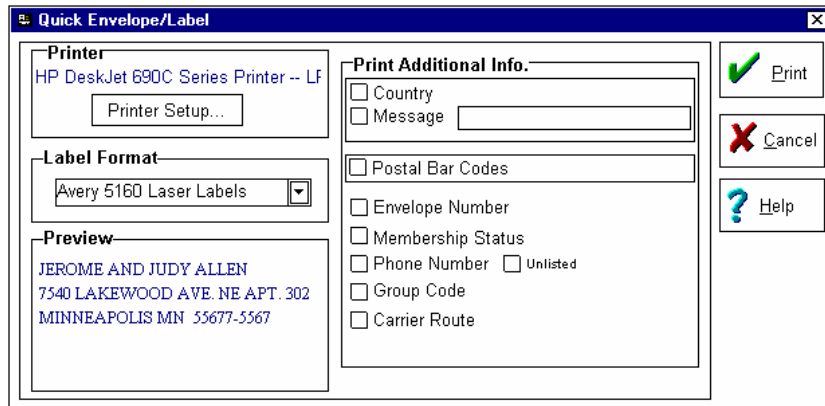 Quick Envelope/Label
Printer
HP DeskJet 690C Series Printer -- LF
Printer Setup...
Label Format
Avery 5160 Laser Labels
Preview
JEROME AND JUDY ALLEN
7540 LAKEWOOD AVE. NE APT. 302
MINNEAPOLIS MN 55677-5567
Print Additional Info.
Country
Message
Postal Bar Codes
Envelope Number
Membership Status
Phone Number Unlisted
Group Code
Carrier Route
Print
Cancel
Help